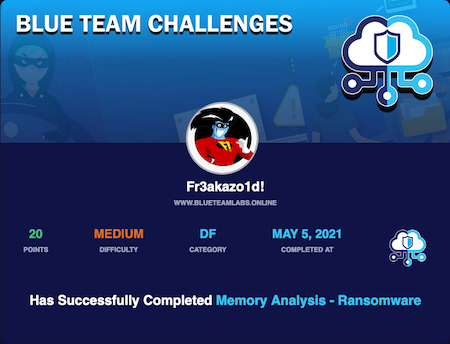 BLUE TEAM CHALLENGES
Fr3akazo1d!
WWW.BLUETEAMLABS.ONLINE
20 MEDIUM DF MAY 5, 2021
POINTS DIFFICULTY CATEGORY COMPLETED AT
Has Successfully Completed Memory Analysis - Ransomware